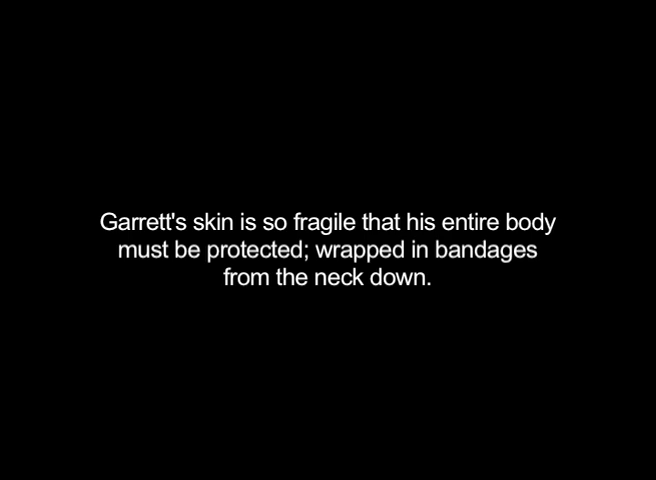 Garrett's skin is so fragile that his entire body
must be protected; wrapped in bandages
from the neck down.